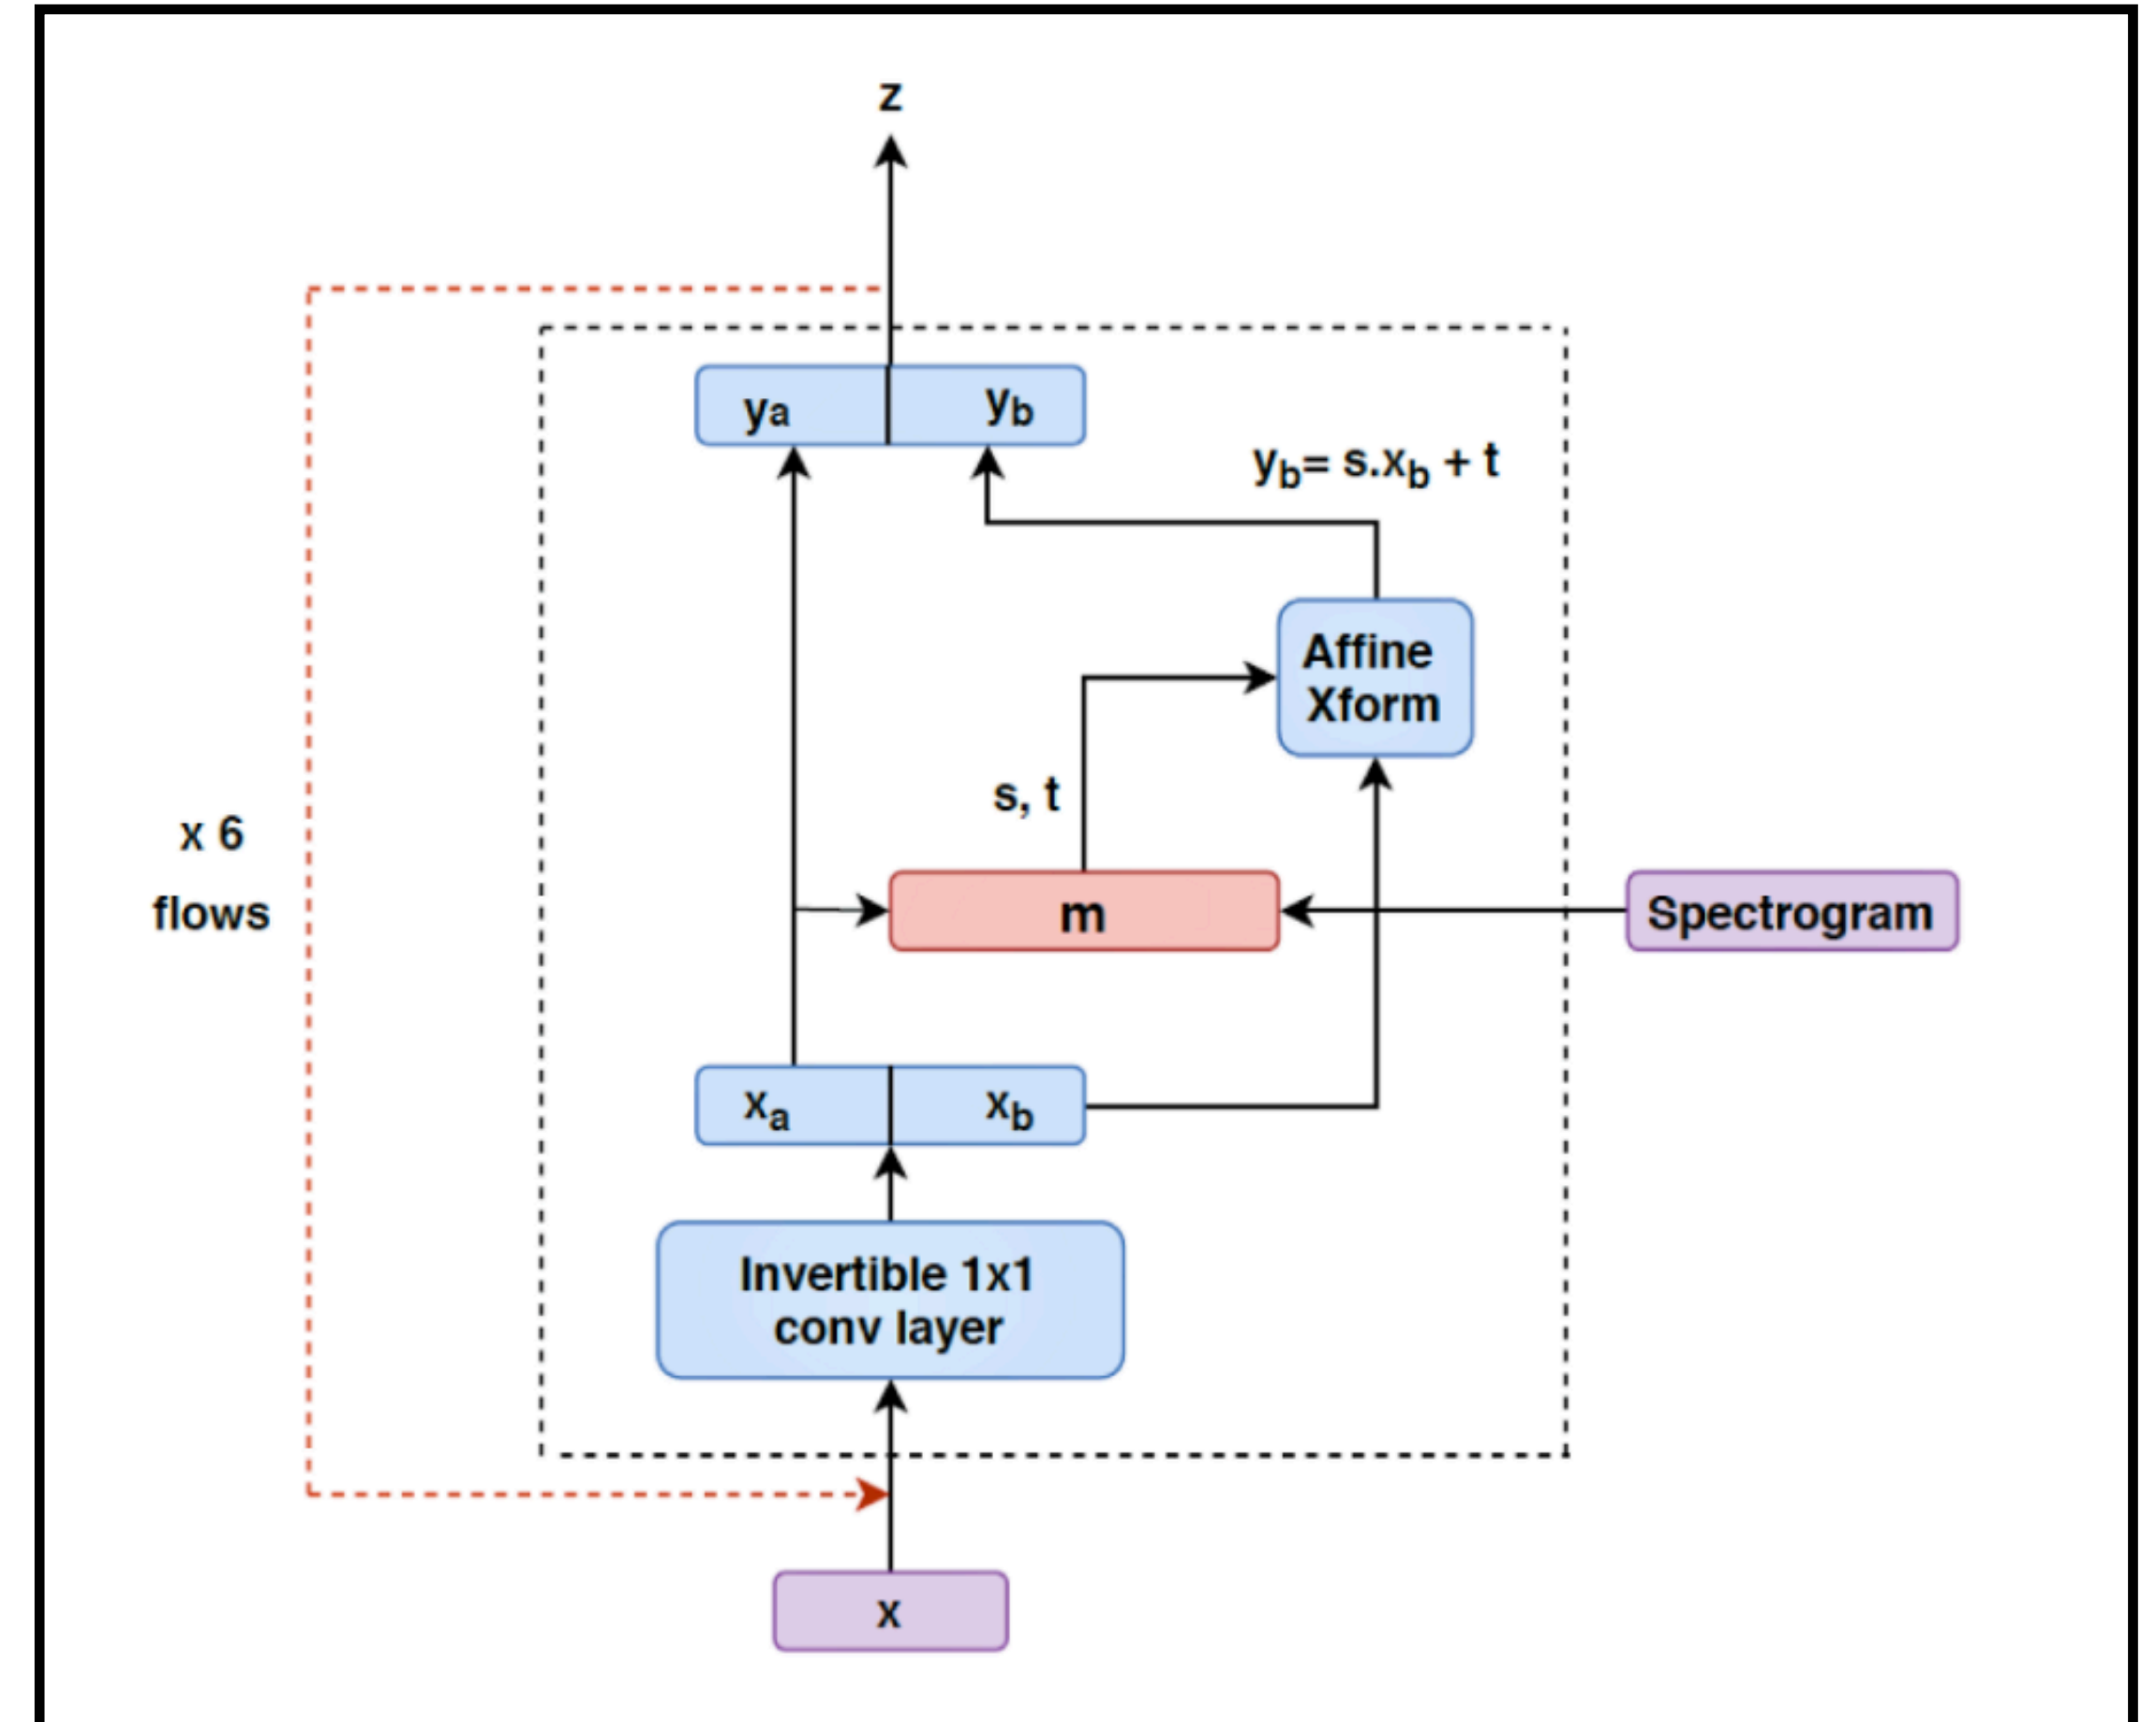 z
ya
yb
yb= s.xb + t
Affine
Xform
s, t
x 6
flows
m
Spectrogram
xa
xb
Invertible 1x1
conv layer
x